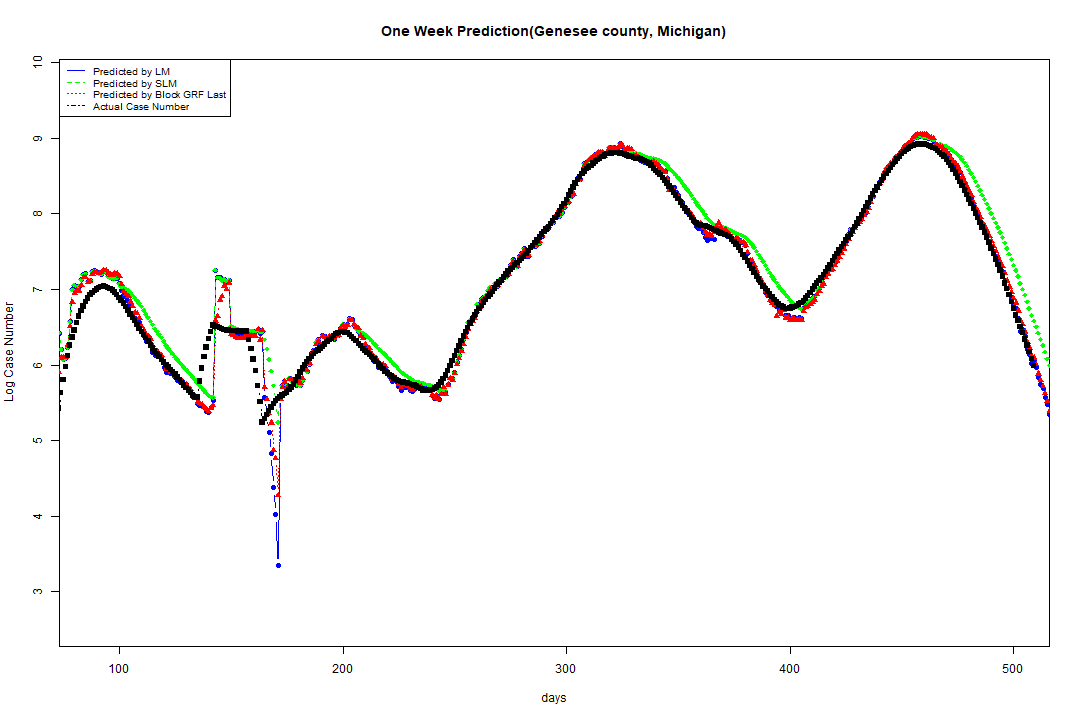 One Week Prediction(Genesee county, Michigan)
Predicted by LM
Predicted by SLM
Predicted by Block GRF Last
Actual Case Number
10
9
8
7
6
5
4
3
Log Case Number
100 200 300 400 500
days